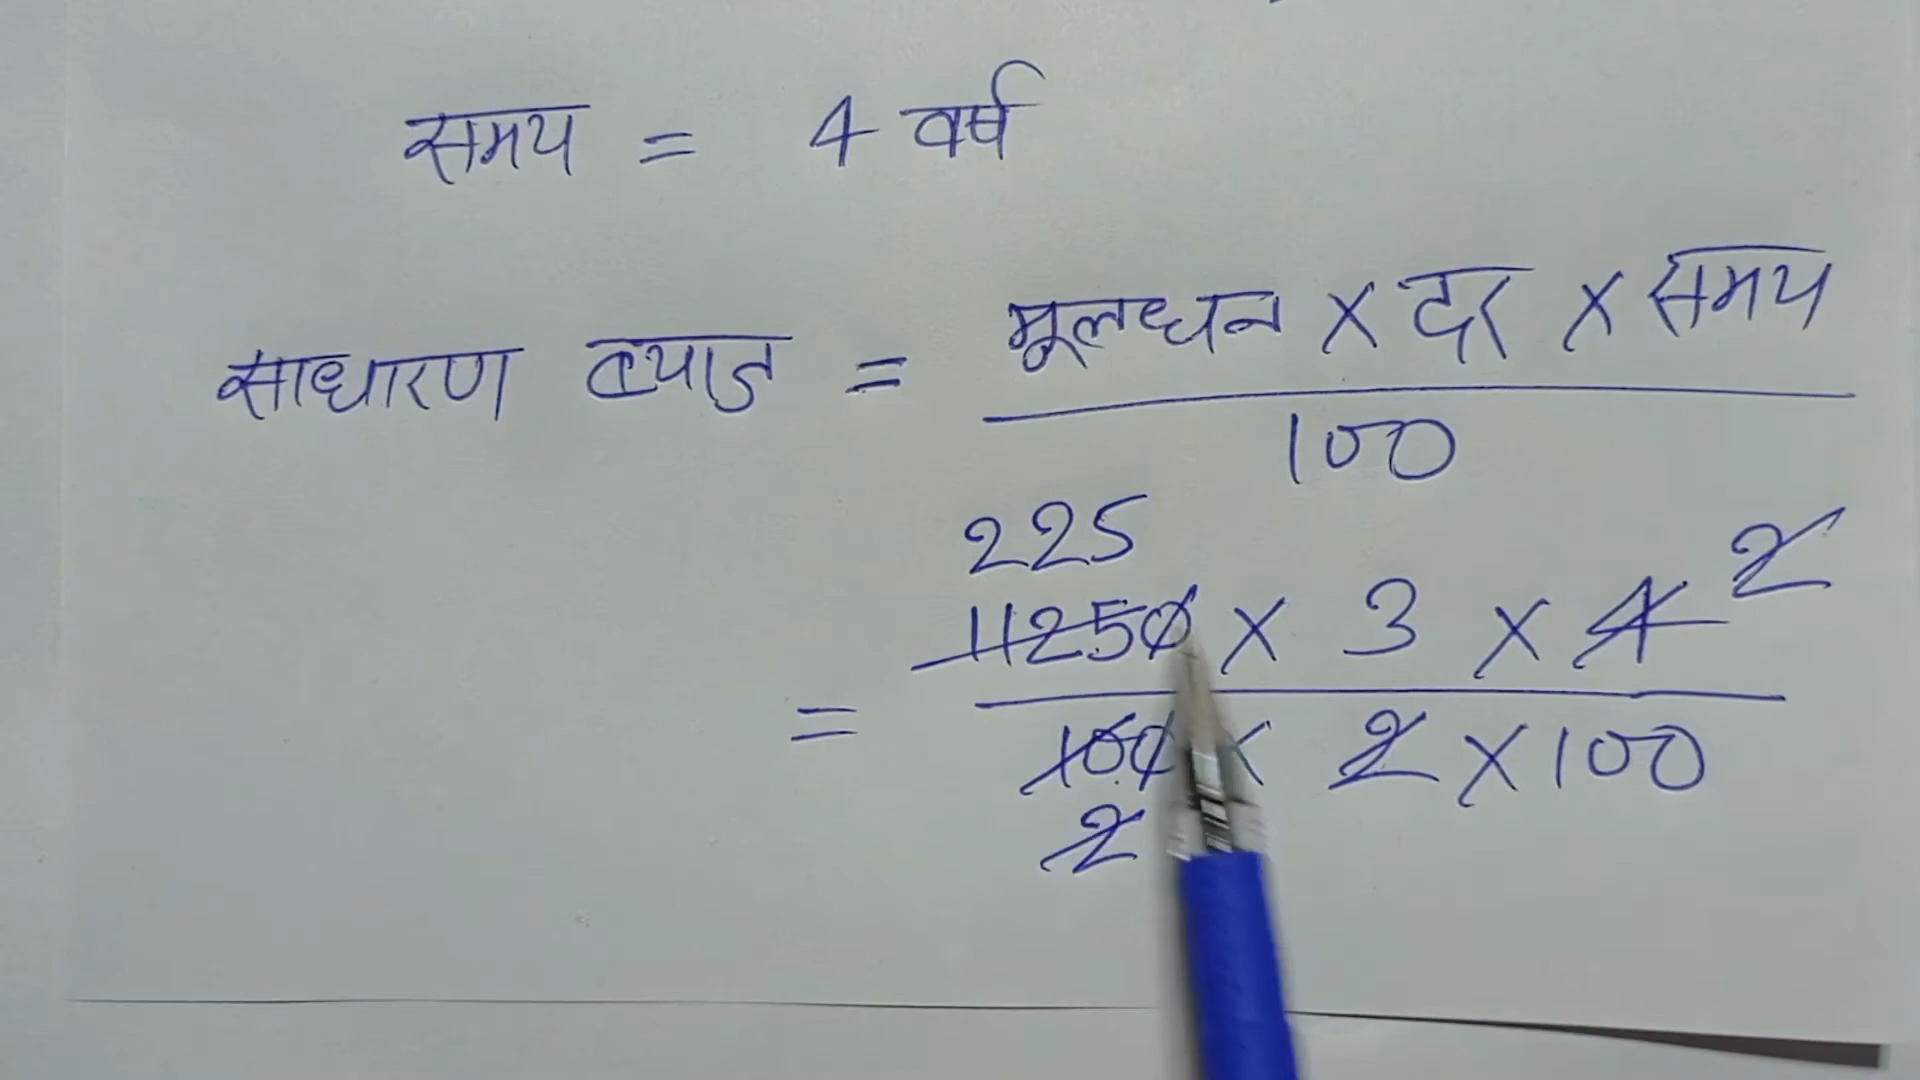 समय = 4 वर्ष
साधारण ब्याज = मूलधन × दर × समय
100
225
11250 × 3 × 4 2
=
100 × 2 × 100
2